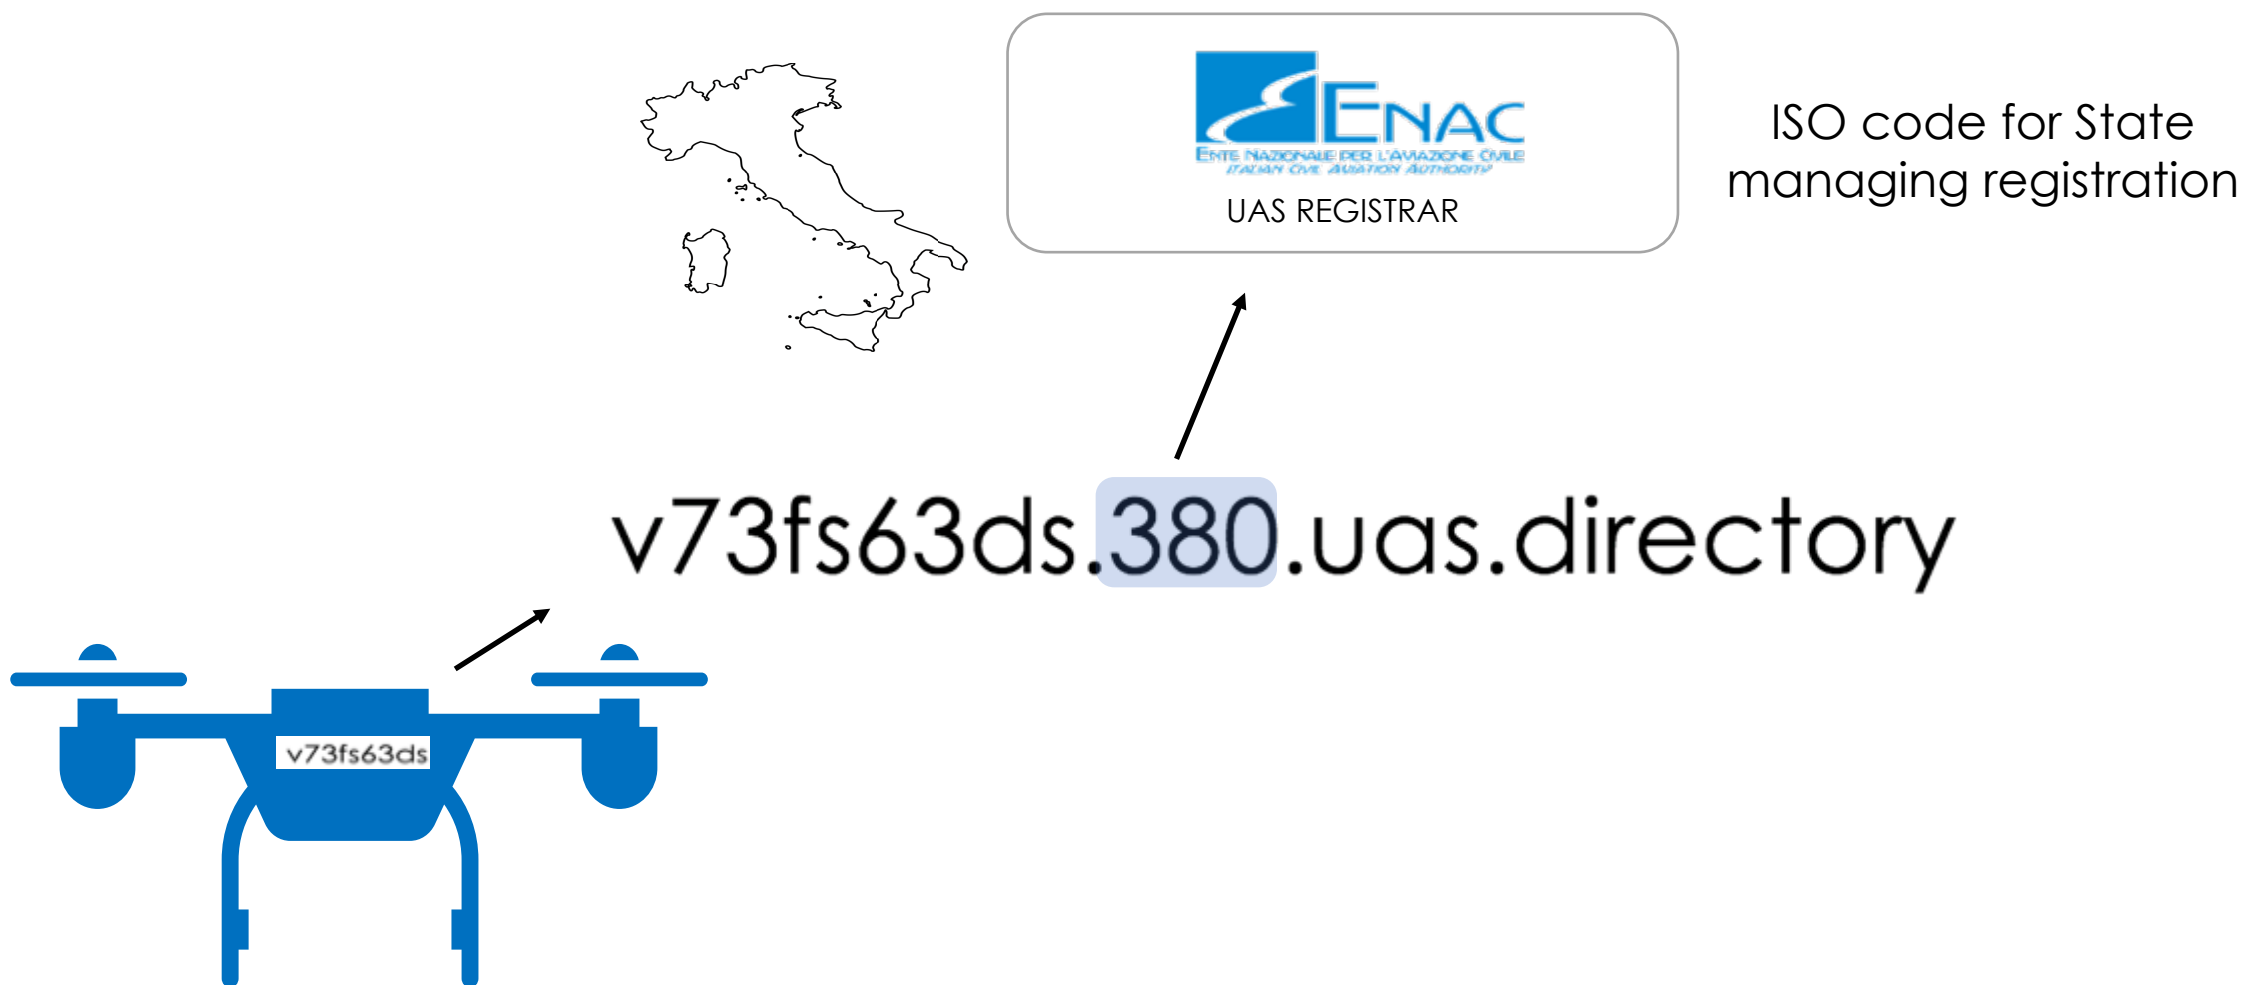 ENAC
ENTE NAZIONALE PER L'AVIAZIONE CIVILE
ITALIAN CIVIL AVIATION AUTHORITY
UAS REGISTRAR
ISO code for State
managing registration
v73fs63ds.380.uas.directory
v73fs63ds